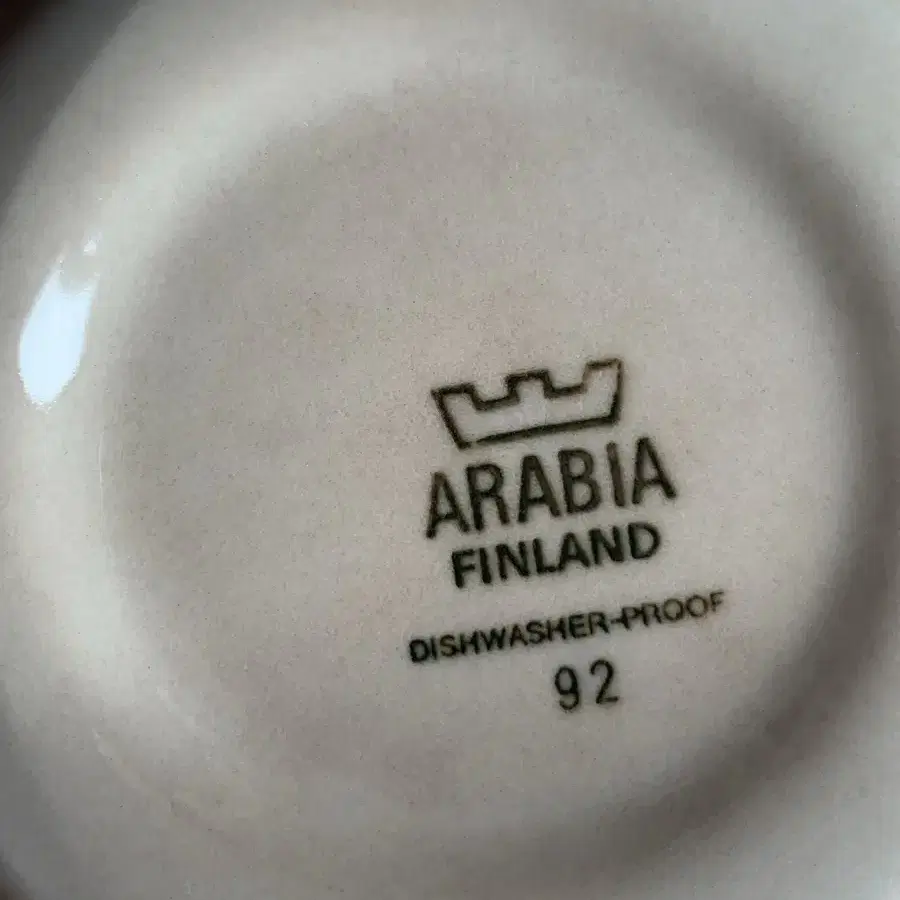 ARABIA
FINLAND
DISHWASHER-PROOF
92